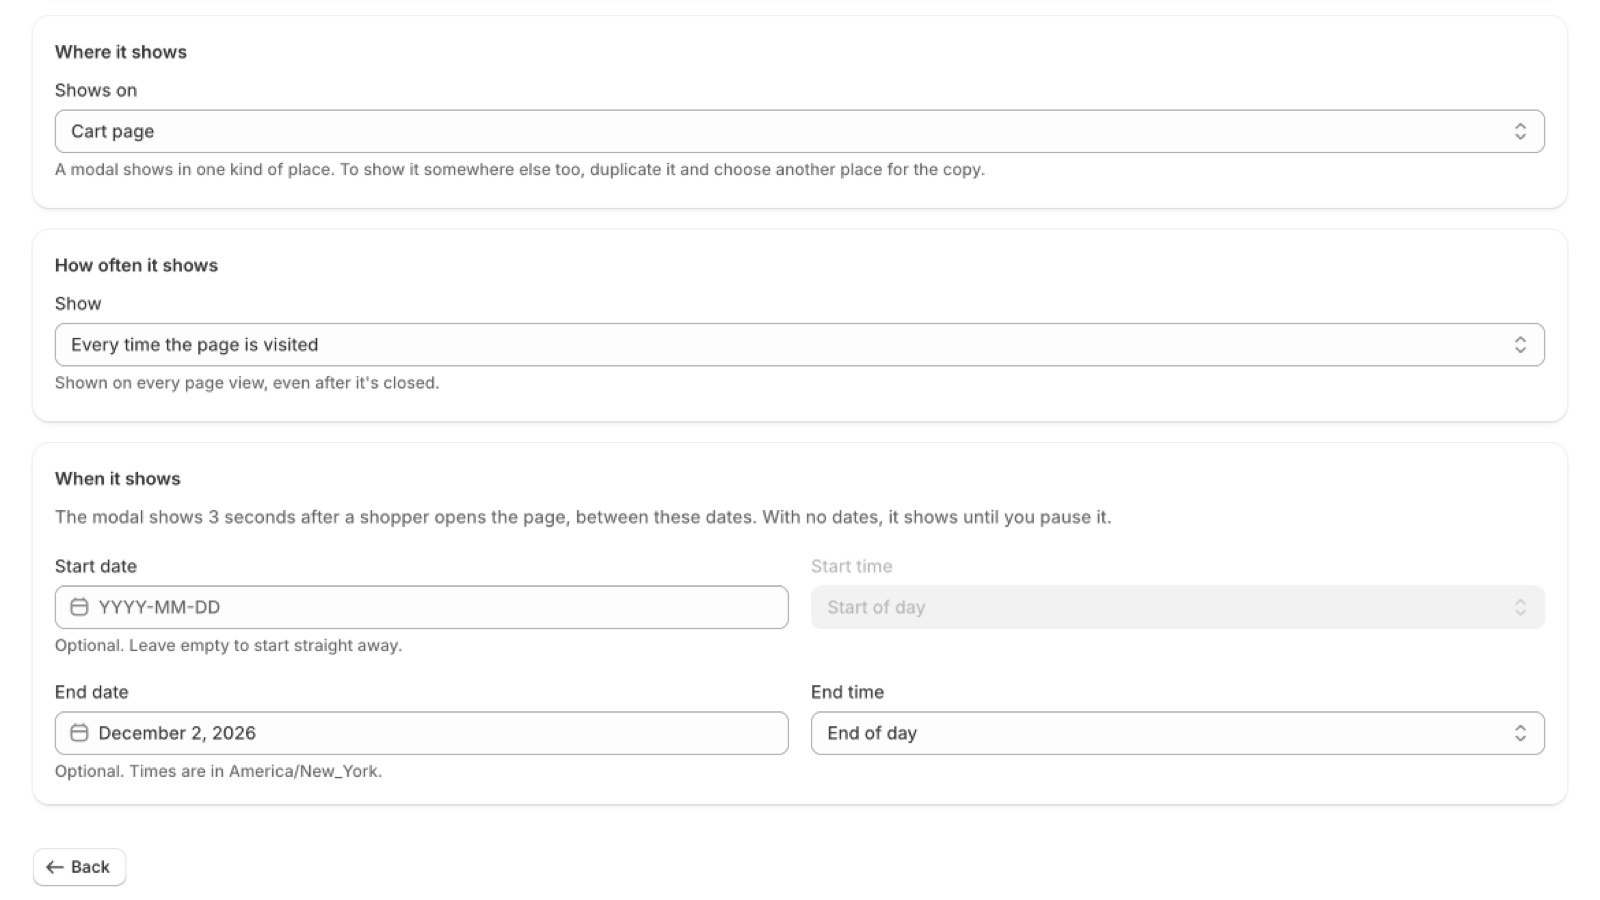 Where it shows
Shows on
Cart page
A modal shows in one kind of place. To show it somewhere else too, duplicate it and choose another place for the copy.
How often it shows
Show
Every time the page is visited
Shown on every page view, even after it's closed.
When it shows
The modal shows 3 seconds after a shopper opens the page, between these dates. With no dates, it shows until you pause it.
Start date
Start time
YYYY-MM-DD
Start of day
Optional. Leave empty to start straight away.
End date
End time
December 2, 2026
End of day
Optional. Times are in America/New_York.
Back